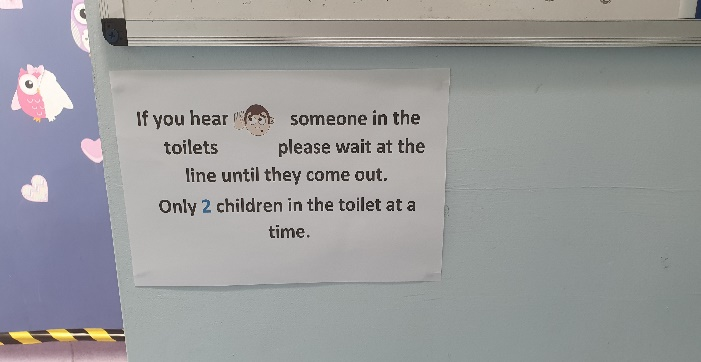 If you hear someone in the
toilets please wait at the
line until they come out.
Only 2 children in the toilet at a
time.